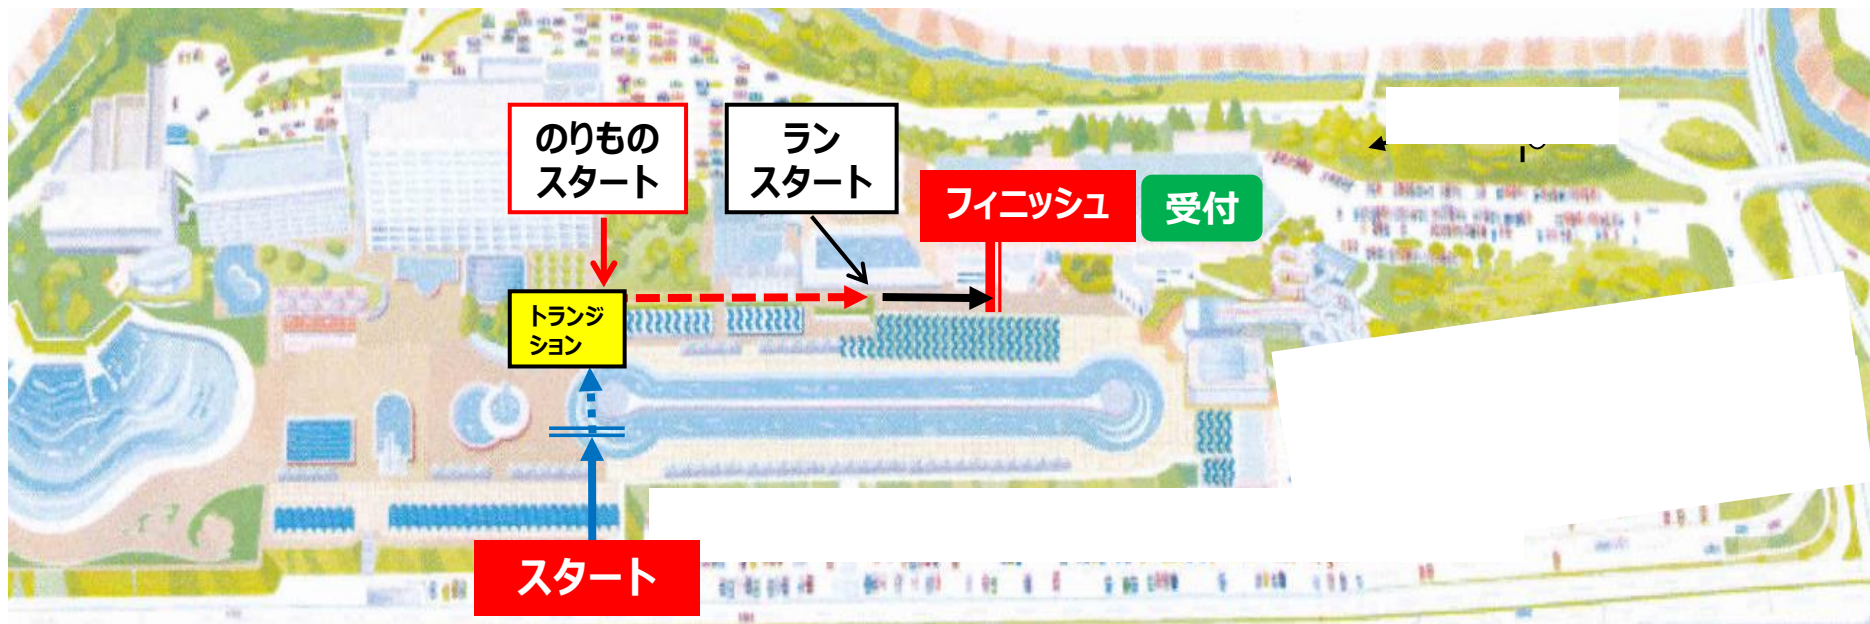 のりもの
スタート
ラン
スタート
フィニッシュ
受付
トランジ
ション
スタート